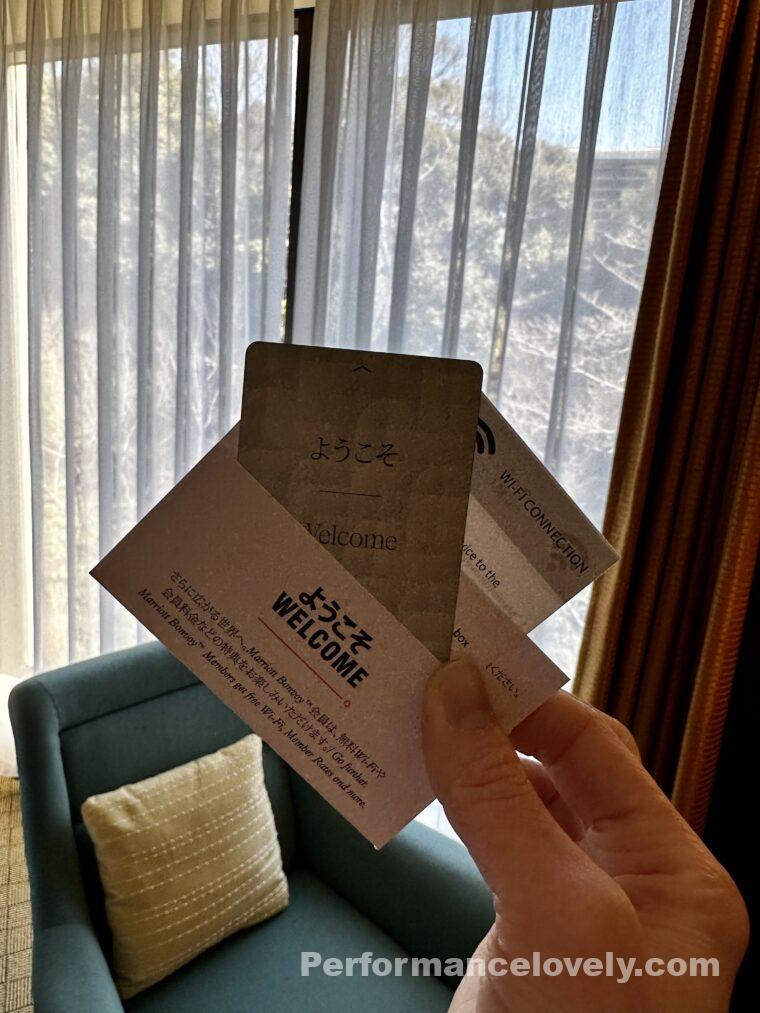 ようこそ
Welcome
WI-FI CONNECTION
vice to the
box
ください。
ようこそ
WELCOME
さらに広がる世界へ。Marriott Bonvoy™会員は、無料Wi-Fiや
会員料金などの特典をお楽しみいただけます。/ Go further.
Marriott Bonvoy™ Members get free Wi-Fi, Member Rates and more.
Performancelovely.com